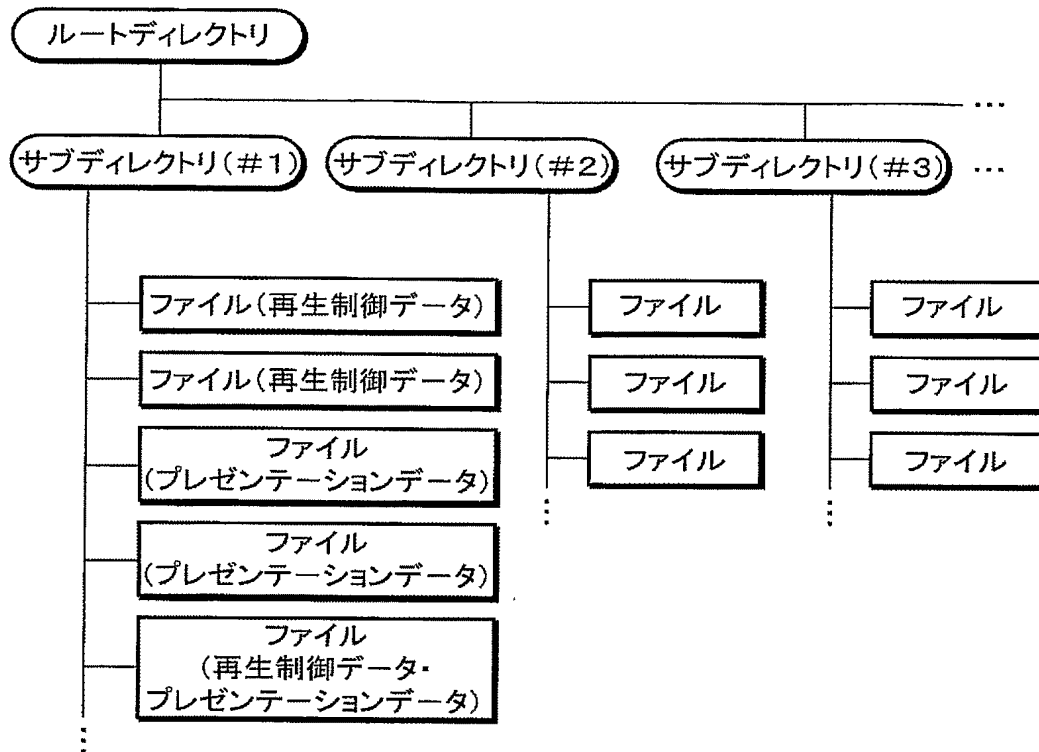 ルートディレクトリ
…
サブディレクトリ(#1)
サブディレクトリ(#2)
サブディレクトリ(#3)
…
ファイル(再生制御データ)
ファイル
ファイル
ファイル(再生制御データ)
ファイル
ファイル
ファイル
(プレゼンテーションデータ)
ファイル
ファイル
ファイル
(プレゼンテーションデータ)
ファイル
(再生制御データ・
プレゼンテーションデータ)